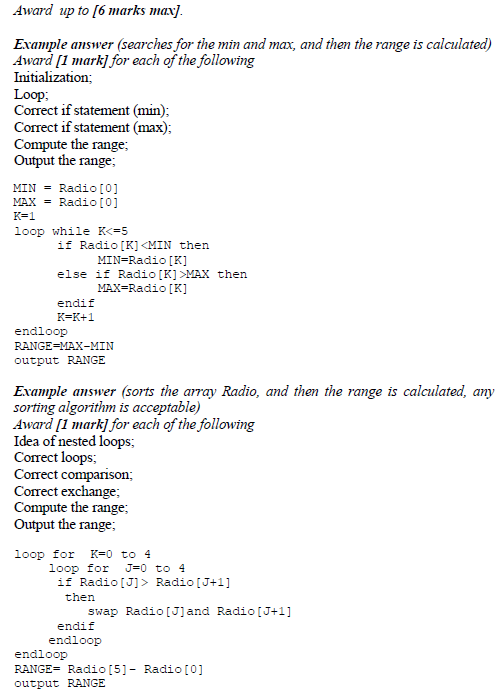 Award up to [6 marks max].
Example answer (searches for the min and max, and then the range is calculated)
Award [1 mark] for each of the following
Initialization;
Loop;
Correct if statement (min);
Correct if statement (max);
Compute the range;
Output the range;
MIN = Radio[0]
MAX = Radio[0]
K=1
loop while K<=5
if Radio[K]<MIN then
MIN=Radio[K]
else if Radio[K]>MAX then
MAX=Radio[K]
endif
K=K+1
endloop
RANGE=MAX-MIN
output RANGE
Example answer (sorts the array Radio, and then the range is calculated, any
sorting algorithm is acceptable)
Award [1 mark] for each of the following
Idea of nested loops;
Correct loops;
Correct comparison;
Correct exchange;
Compute the range;
Output the range;
loop for K=0 to 4
loop for J=0 to 4
if Radio[J]> Radio[J+1]
then
swap Radio[J]and Radio[J+1]
endif
endloop
endloop
RANGE= Radio[5]- Radio[0]
output RANGE